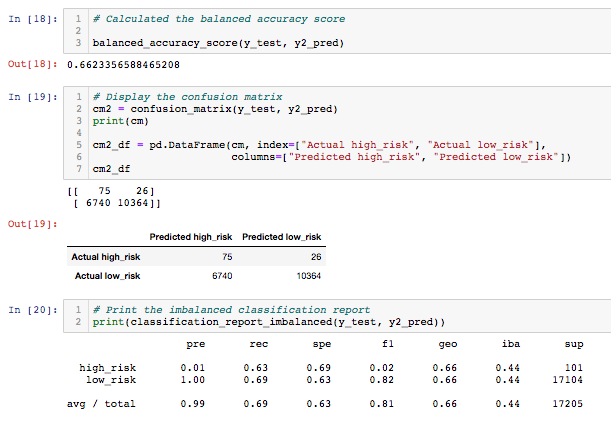 In [18]: 1 # Calculated the balanced accuracy score
2
3 balanced_accuracy_score(y_test, y2_pred)
Out[18]: 0.6623356588465208
In [19]: 1 # Display the confusion matrix
2 cm2 = confusion_matrix(y_test, y2_pred)
3 print(cm)
4
5 cm2_df = pd.DataFrame(cm, index=["Actual high_risk", "Actual low_risk"],
6 columns=["Predicted high_risk", "Predicted low_risk"])
7 cm2_df
[[ 75 26]
[ 6740 10364]]
Out[19]:
Predicted high_risk Predicted low_risk
Actual high_risk 75 26
Actual low_risk 6740 10364
In [20]: 1 # Print the imbalanced classification report
2 print(classification_report_imbalanced(y_test, y2_pred))
pre rec spe f1 geo iba sup
high_risk 0.01 0.63 0.69 0.02 0.66 0.44 101
low_risk 1.00 0.69 0.63 0.82 0.66 0.44 17104
avg / total 0.99 0.69 0.63 0.81 0.66 0.44 17205